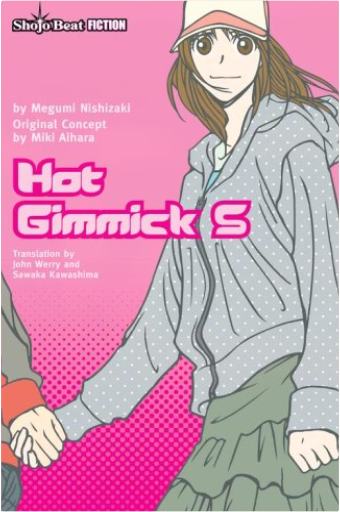 Shojo Beat FICTION
by Megumi Nishizaki
Original Concept
by Miki Aihara
Hot
Gimmick S
Translation by
John Werry and
Sawaka Kawashima